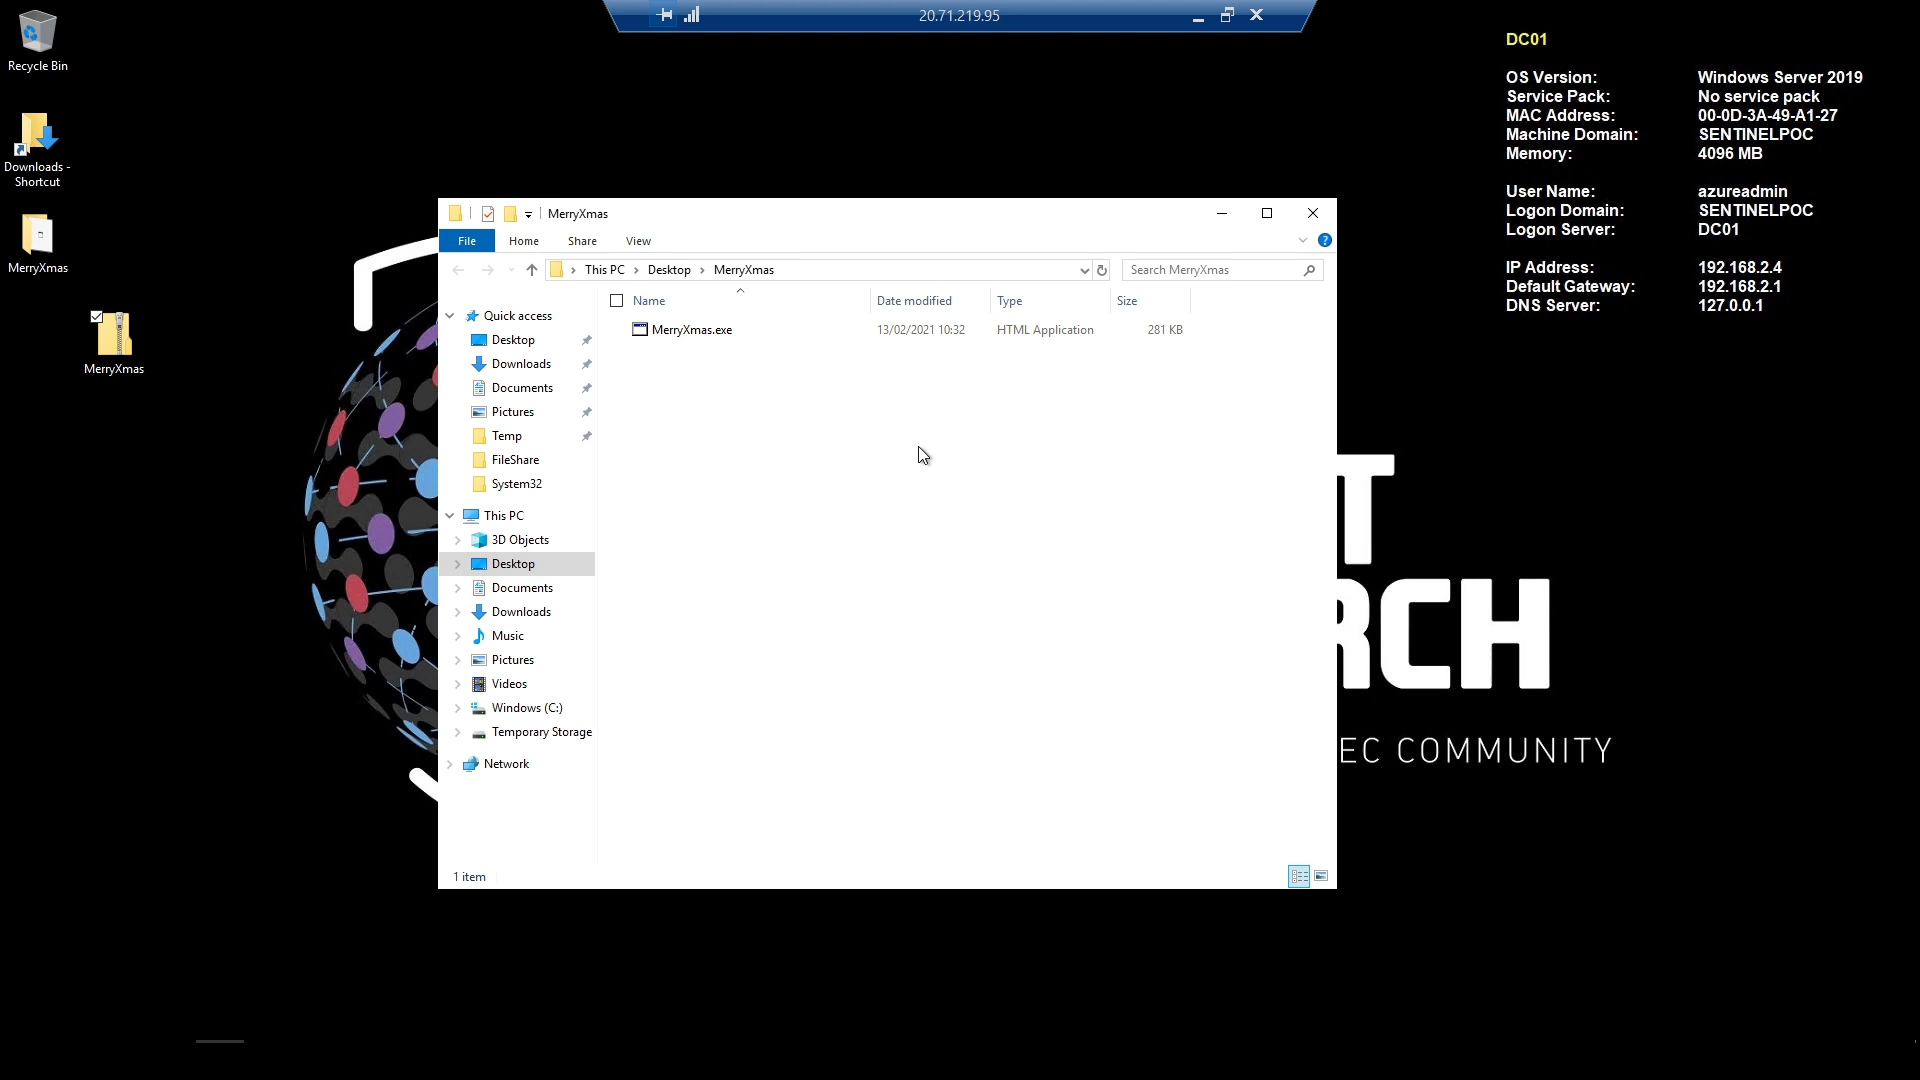 20.71.219.95
Recycle Bin
Downloads -
Shortcut
MerryXmas
MerryXmas
DC01
OS Version: Windows Server 2019
Service Pack: No service pack
MAC Address: 00-0D-3A-49-A1-27
Machine Domain: SENTINELPOC
Memory: 4096 MB
User Name: azureadmin
Logon Domain: SENTINELPOC
Logon Server: DC01
IP Address: 192.168.2.4
Default Gateway: 192.168.2.1
DNS Server: 127.0.0.1
MerryXmas
File Home Share View
This PC > Desktop > MerryXmas
Search MerryXmas
Name Date modified Type Size
MerryXmas.exe 13/02/2021 10:32 HTML Application 281 KB
Quick access
Desktop
Downloads
Documents
Pictures
Temp
FileShare
System32
This PC
3D Objects
Desktop
Documents
Downloads
Music
Pictures
Videos
Windows (C:)
Temporary Storage
Network
1 item
T
RCH
EC COMMUNITY